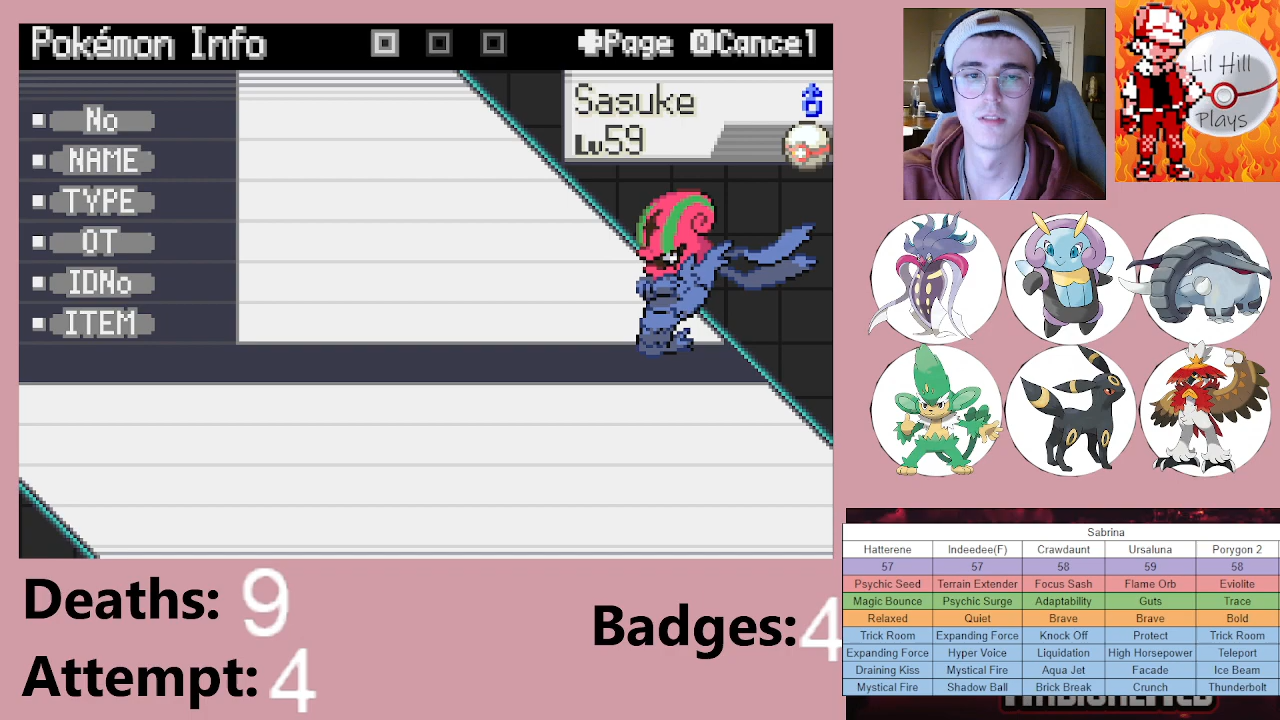 Pokémon Info Page Cancel
No
NAME
TYPE
OT
IDNo
ITEM
Sasuke
Lv59
Lil Hill
Plays
Deaths: 9
Attempt: 4
Badges: 4
Sabrina
Hatterene Indeedee(F) Crawdaunt Ursaluna Porygon 2
57 57 58 59 58
Psychic Seed Terrain Extender Focus Sash Flame Orb Eviolite
Magic Bounce Psychic Surge Adaptability Guts Trace
Relaxed Quiet Brave Brave Bold
Trick Room Expanding Force Knock Off Protect Trick Room
Expanding Force Hyper Voice Liquidation High Horsepower Teleport
Draining Kiss Mystical Fire Aqua Jet Facade Ice Beam
Mystical Fire Shadow Ball Brick Break Crunch Thunderbolt